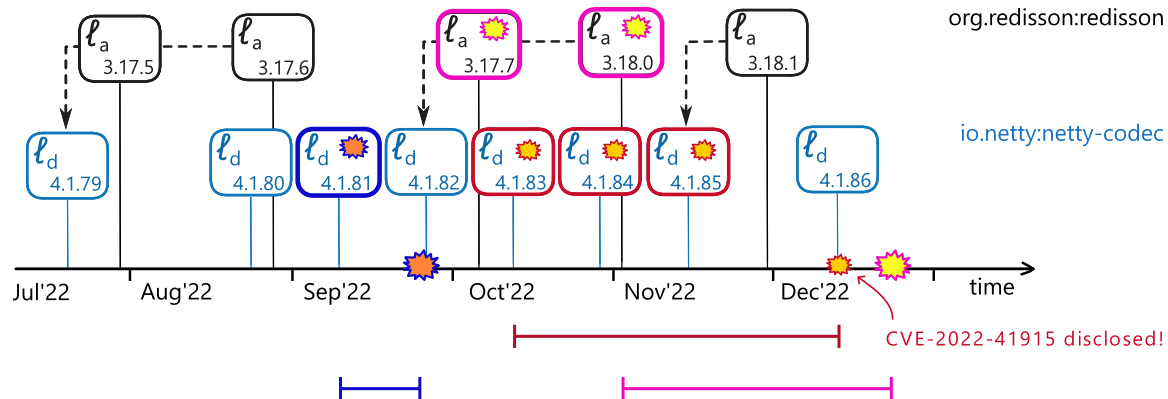 ℓa ℓa ℓa ℓa ℓa org.redisson:redisson
3.17.5 3.17.6 3.17.7 3.18.0 3.18.1
ℓd ℓd ℓd ℓd ℓd ℓd ℓd ℓd io.netty:netty-codec
4.1.79 4.1.80 4.1.81 4.1.82 4.1.83 4.1.84 4.1.85 4.1.86
Jul'22 Aug'22 Sep'22 Oct'22 Nov'22 Dec'22 time
CVE-2022-41915 disclosed!